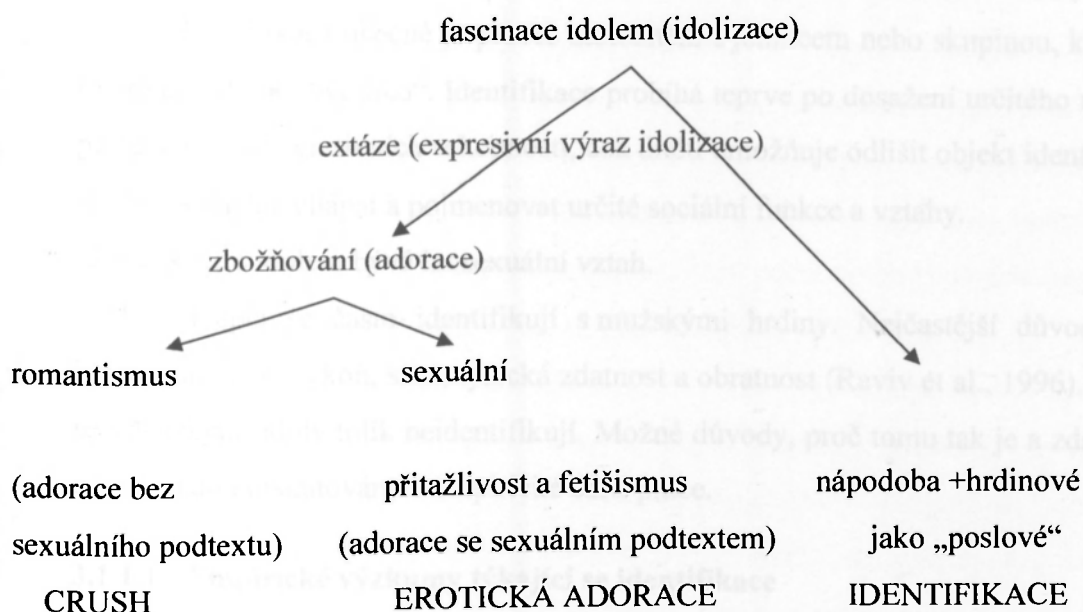 fascinace idolem (idolizace)
extáze (expresivní výraz idolizace)
zbožňování (adorace)
romantismus sexuální
(adorace bez přitažlivost a fetišismus nápodoba +hrdinové
sexuálního podtextu) (adorace se sexuálním podtextem) jako „poslové“
CRUSH EROTICKÁ ADORACE IDENTIFIKACE